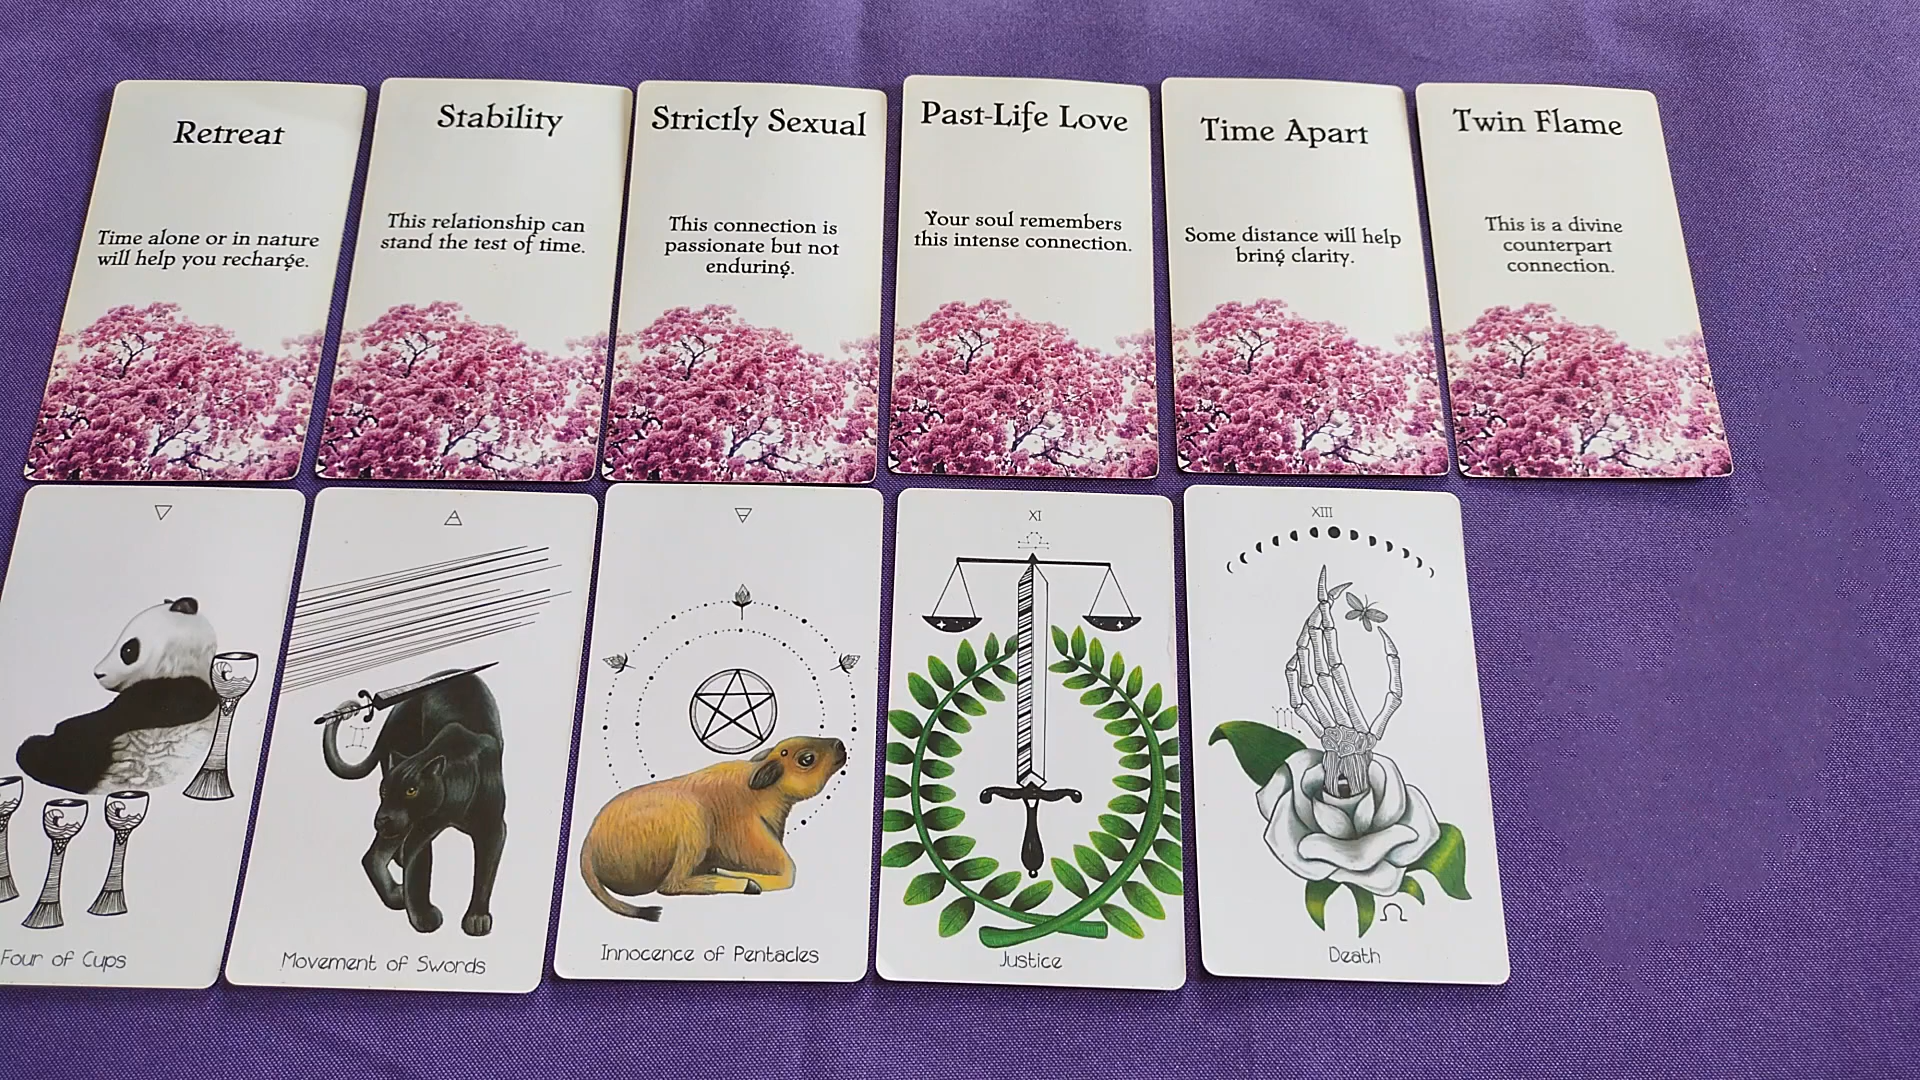 Retreat
Time alone or in nature
will help you recharge.
Stability
This relationship can
stand the test of time.
Strictly Sexual
This connection is
passionate but not
enduring.
Past-Life Love
Your soul remembers
this intense connection.
Time Apart
Some distance will help
bring clarity.
Twin Flame
This is a divine
counterpart
connection.
Four of Cups
Movement of Swords
Innocence of Pentacles
XI
Justice
XIII
Death